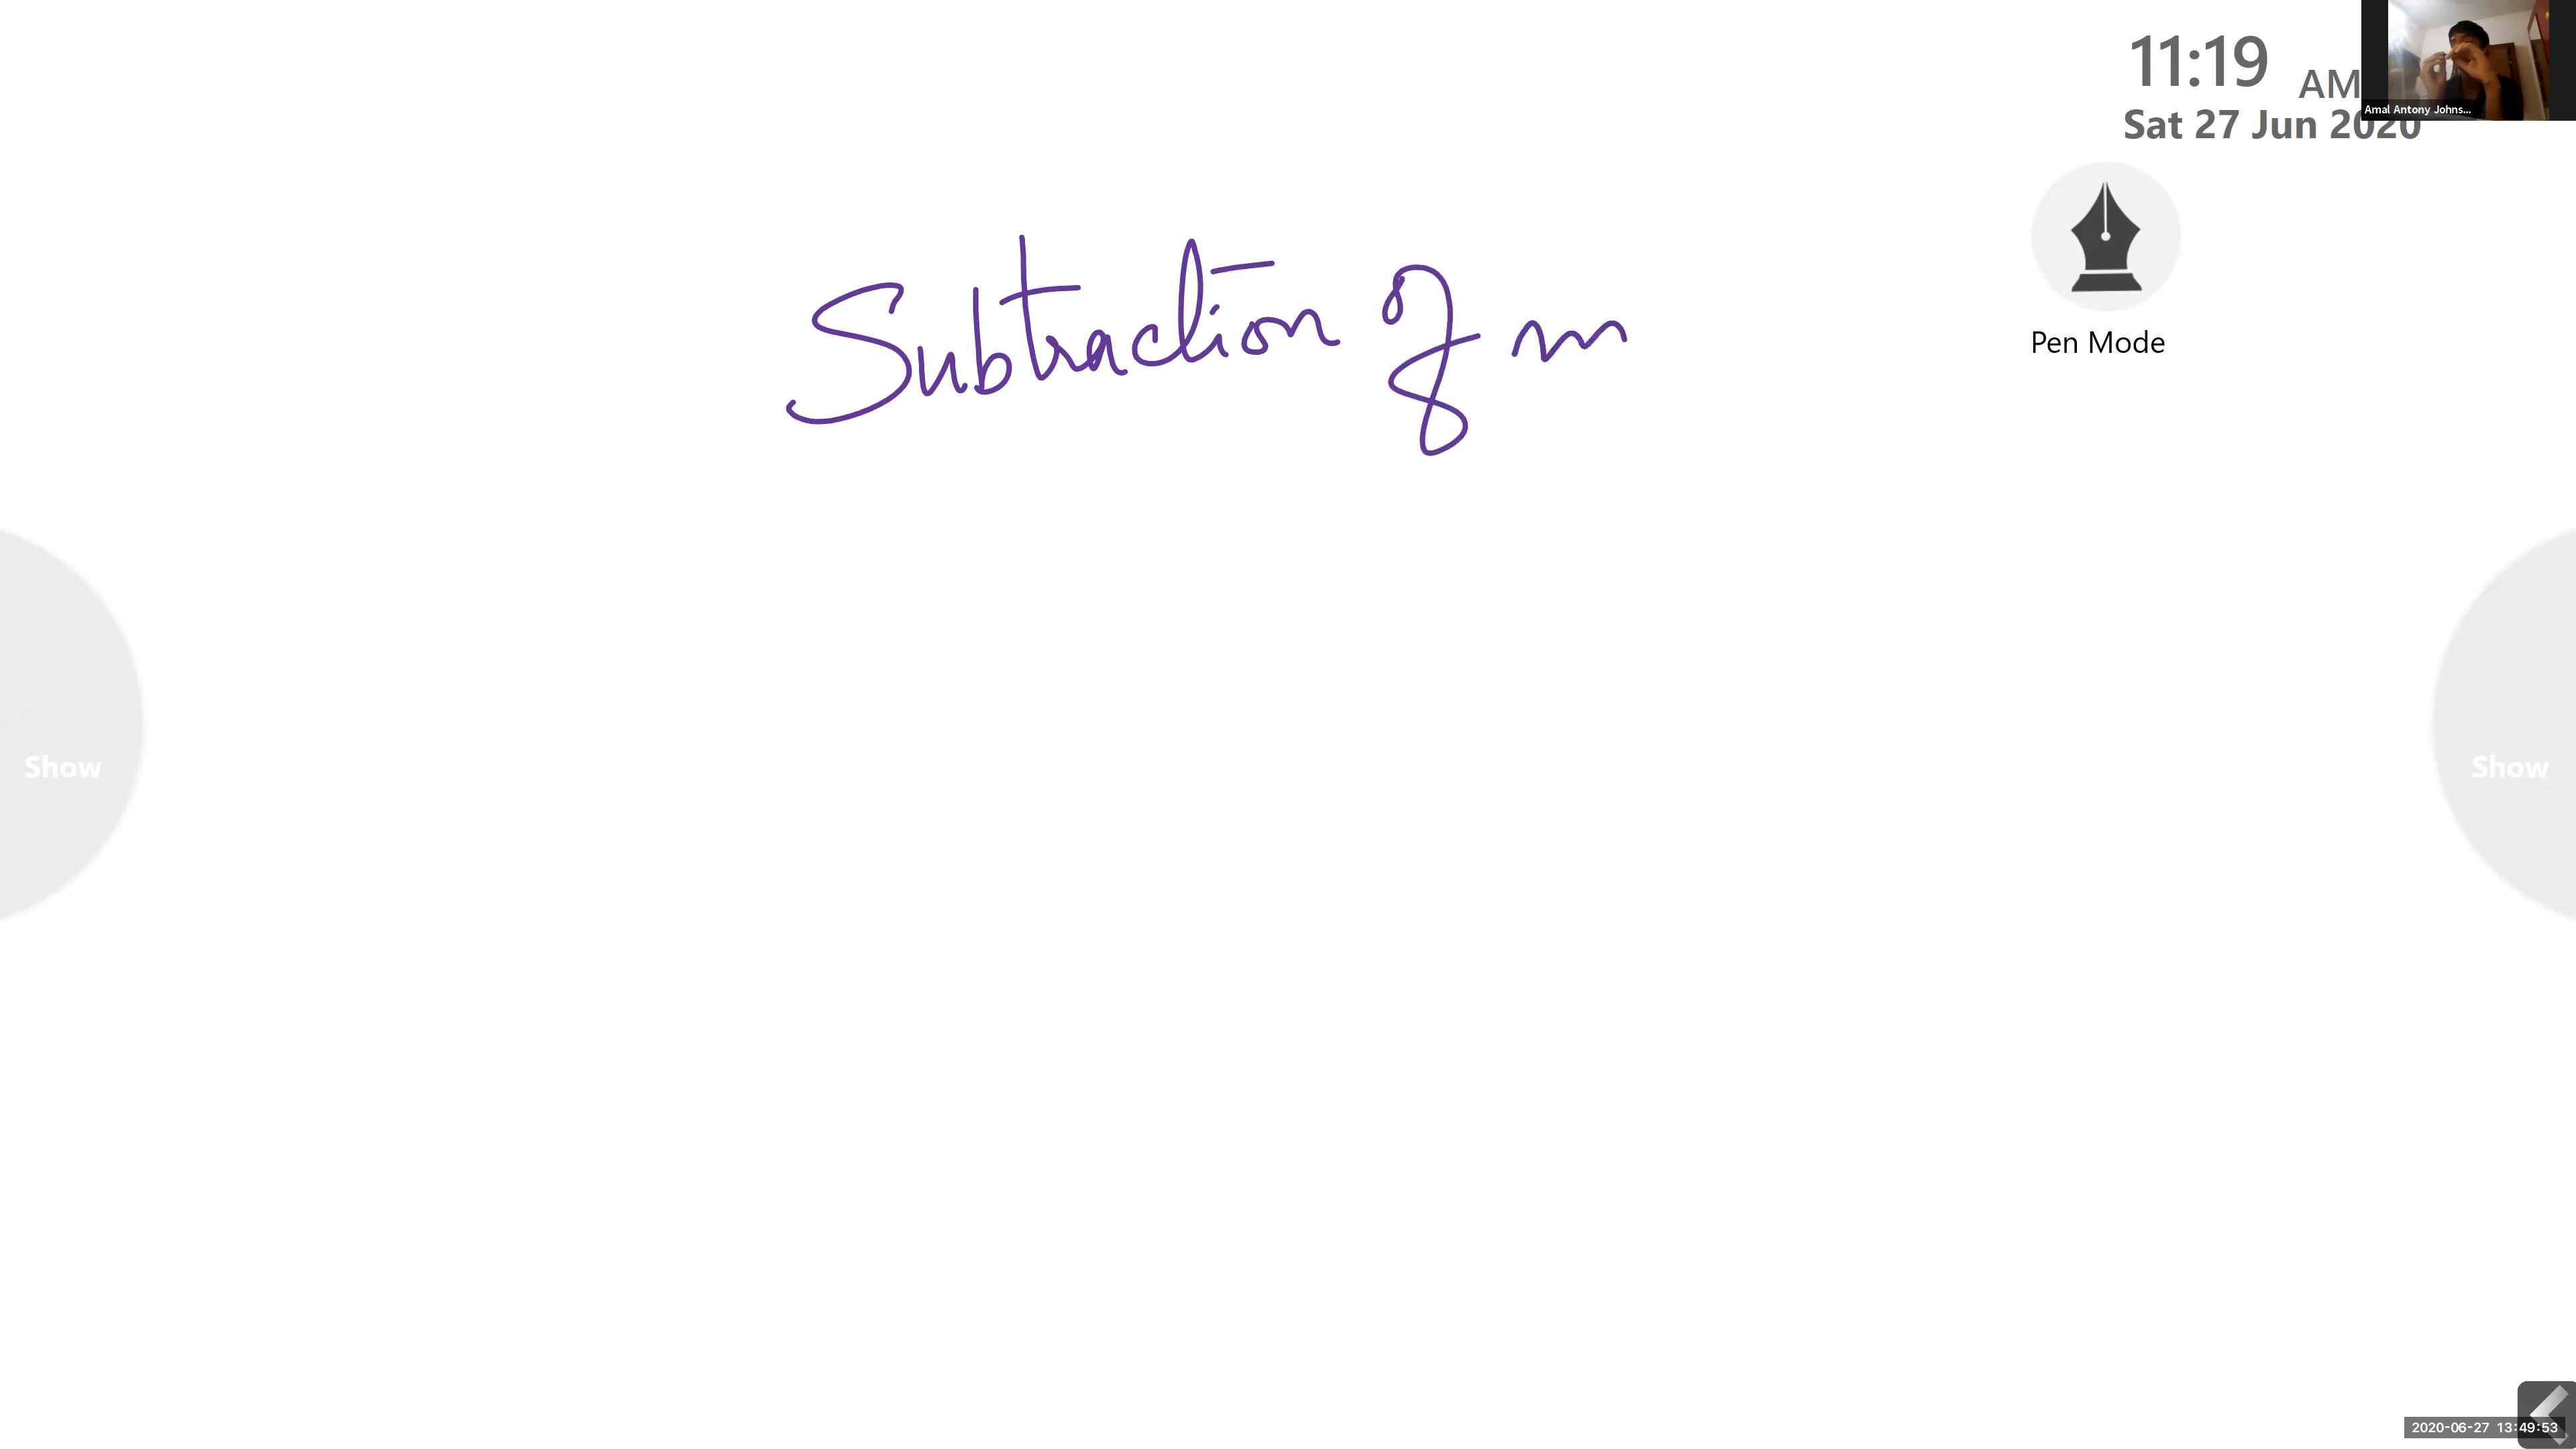 11:19 AM
Amal Antony Johns...
Sat 27 Jun 2020
Subtraction of m
Pen Mode
Show
Show
2020-06-27 13:49:53